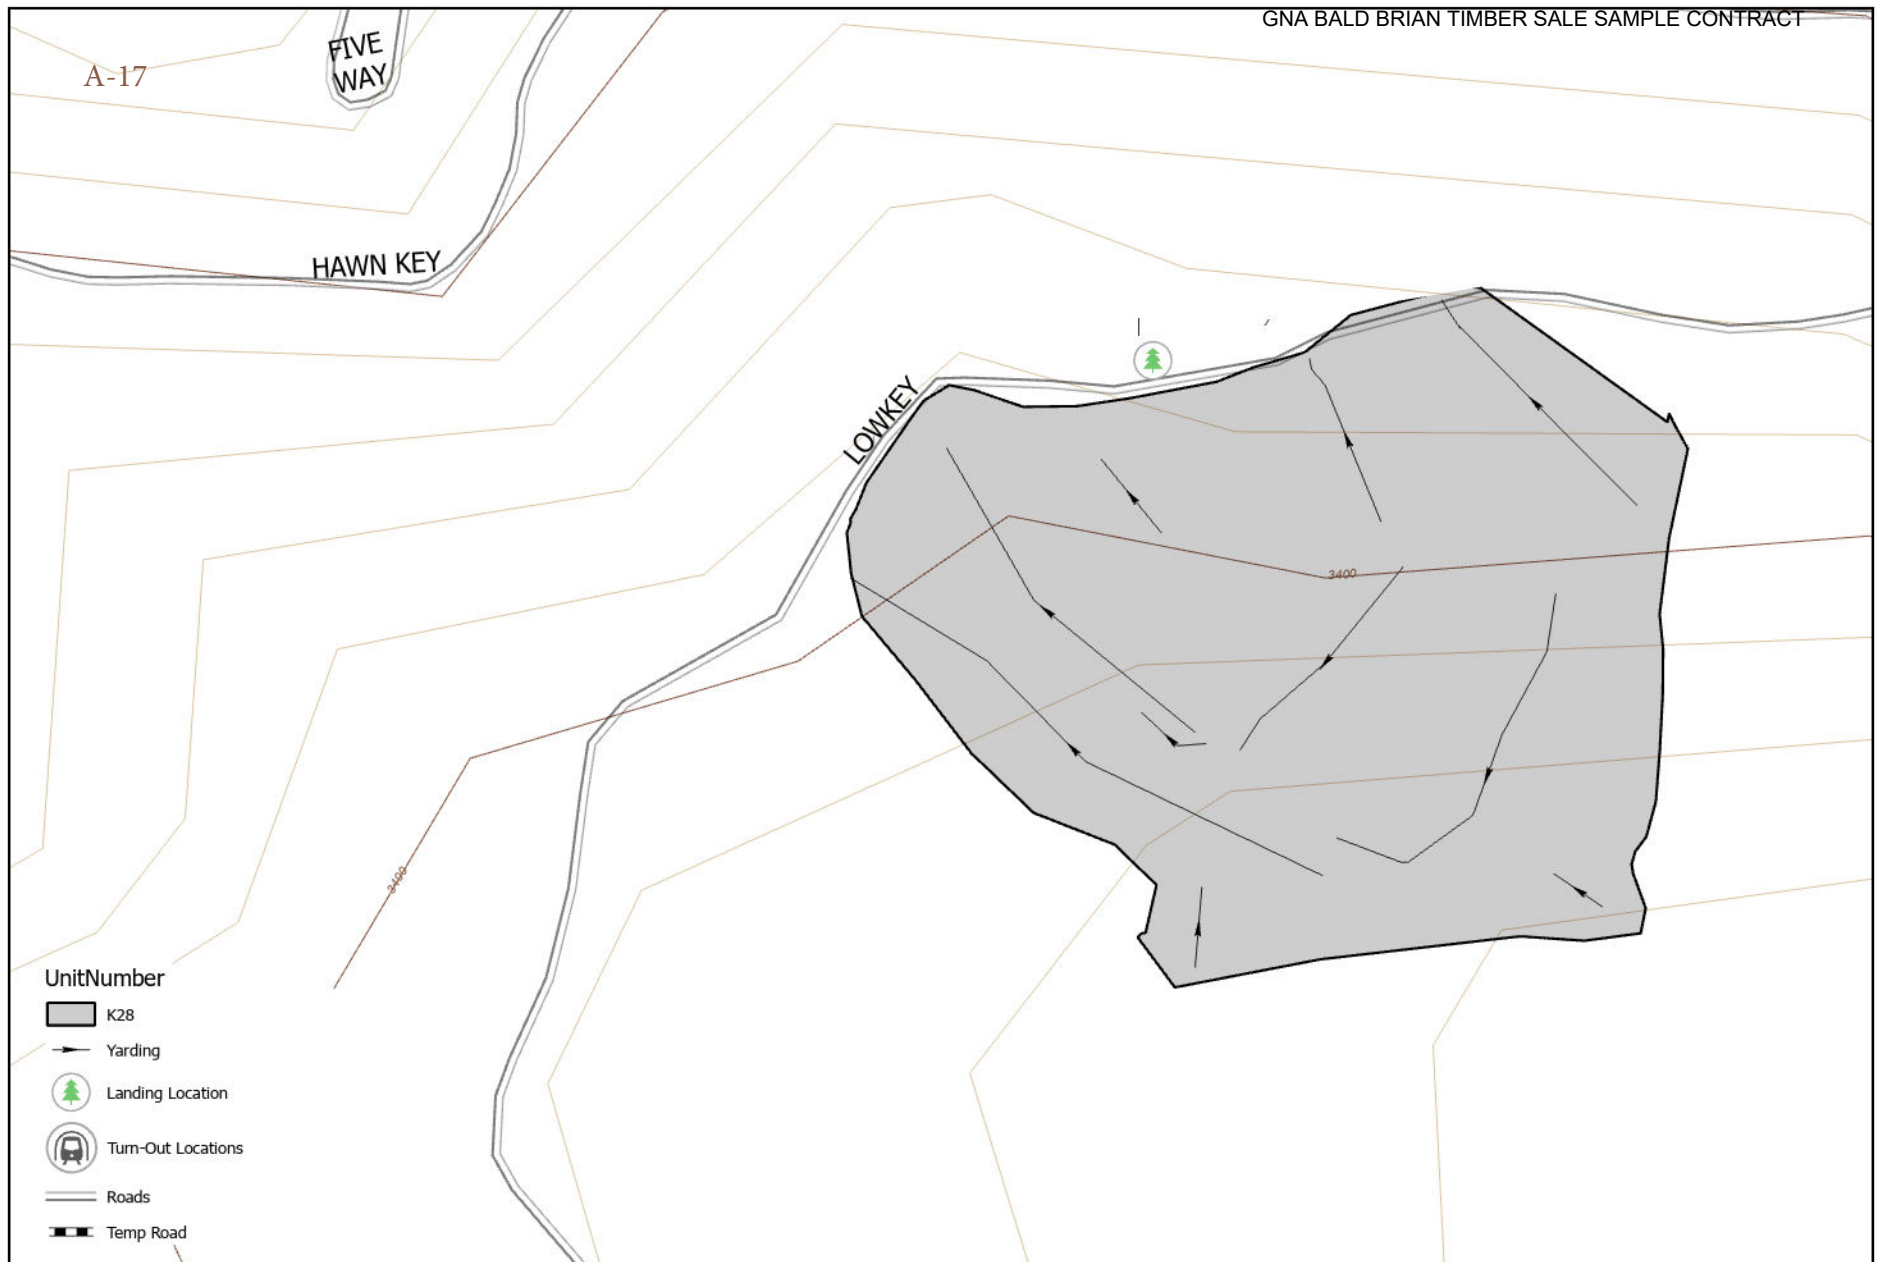 GNA BALD BRIAN TIMBER SALE SAMPLE CONTRACT
A-17
FIVE
WAY
HAWN KEY
LOWKEY
3400
3400
UnitNumber
K28
Yarding
Landing Location
Turn-Out Locations
Roads
Temp Road